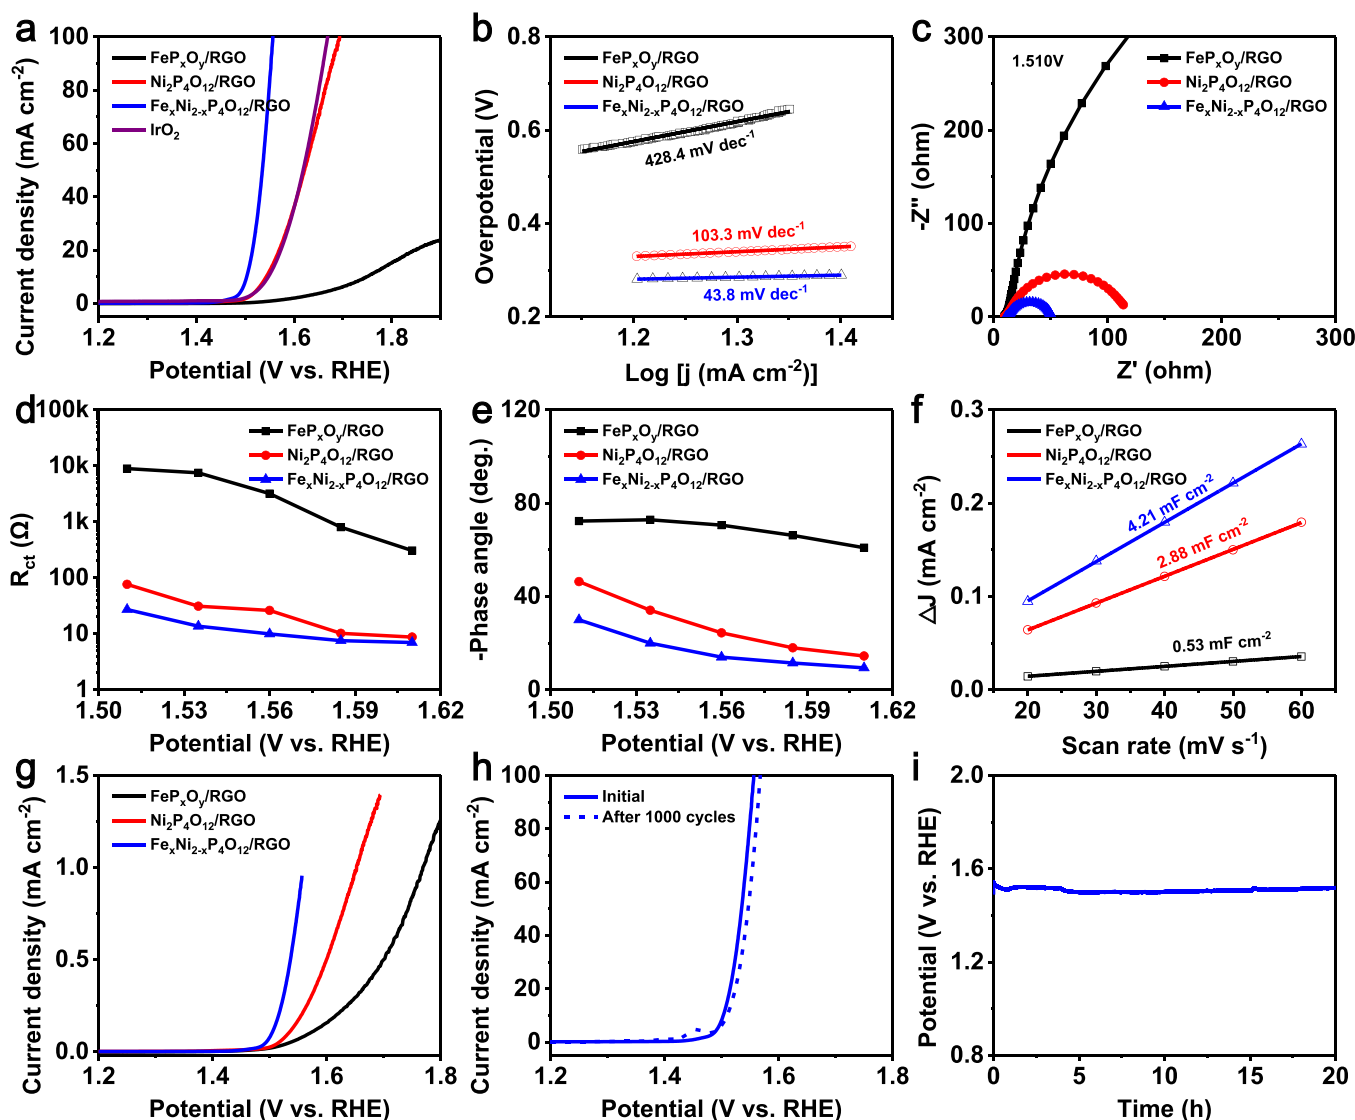 a
100
80
60
40
20
0
1.2
1.4
1.6
1.8
Current density (mA cm⁻²)
Potential (V vs. RHE)
FePₓOᵧ/RGO
Ni₂P₄O₁₂/RGO
FeₓNi₂₋ₓP₄O₁₂/RGO
IrO₂
b
0.8
0.6
0.4
0.2
1.2
1.3
1.4
Overpotential (V)
Log [j (mA cm⁻²)]
FePₓOᵧ/RGO
Ni₂P₄O₁₂/RGO
FeₓNi₂₋ₓP₄O₁₂/RGO
428.4 mV dec⁻¹
103.3 mV dec⁻¹
43.8 mV dec⁻¹
c
300
200
100
0
0
100
200
300
-Z" (ohm)
Z' (ohm)
1.510V
FePₓOᵧ/RGO
Ni₂P₄O₁₂/RGO
FeₓNi₂₋ₓP₄O₁₂/RGO
d
100k
10k
1k
100
10
1
1.50
1.53
1.56
1.59
1.62
R_ct (Ω)
Potential (V vs. RHE)
FePₓOᵧ/RGO
Ni₂P₄O₁₂/RGO
FeₓNi₂₋ₓP₄O₁₂/RGO
e
120
80
40
0
1.50
1.53
1.56
1.59
1.62
-Phase angle (deg.)
Potential (V vs. RHE)
FePₓOᵧ/RGO
Ni₂P₄O₁₂/RGO
FeₓNi₂₋ₓP₄O₁₂/RGO
f
0.3
0.2
0.1
0.0
20
30
40
50
60
△J (mA cm⁻²)
Scan rate (mV s⁻¹)
FePₓOᵧ/RGO
Ni₂P₄O₁₂/RGO
FeₓNi₂₋ₓP₄O₁₂/RGO
4.21 mF cm⁻²
2.88 mF cm⁻²
0.53 mF cm⁻²
g
1.5
1.0
0.5
0.0
1.2
1.4
1.6
1.8
Current density (mA cm⁻²)
Potential (V vs. RHE)
FePₓOᵧ/RGO
Ni₂P₄O₁₂/RGO
FeₓNi₂₋ₓP₄O₁₂/RGO
h
100
80
60
40
20
0
1.2
1.4
1.6
1.8
Current desnity (mA cm⁻²)
Potential (V vs. RHE)
Initial
After 1000 cycles
i
2.0
1.6
1.2
0.8
0
5
10
15
20
Potential (V vs. RHE)
Time (h)